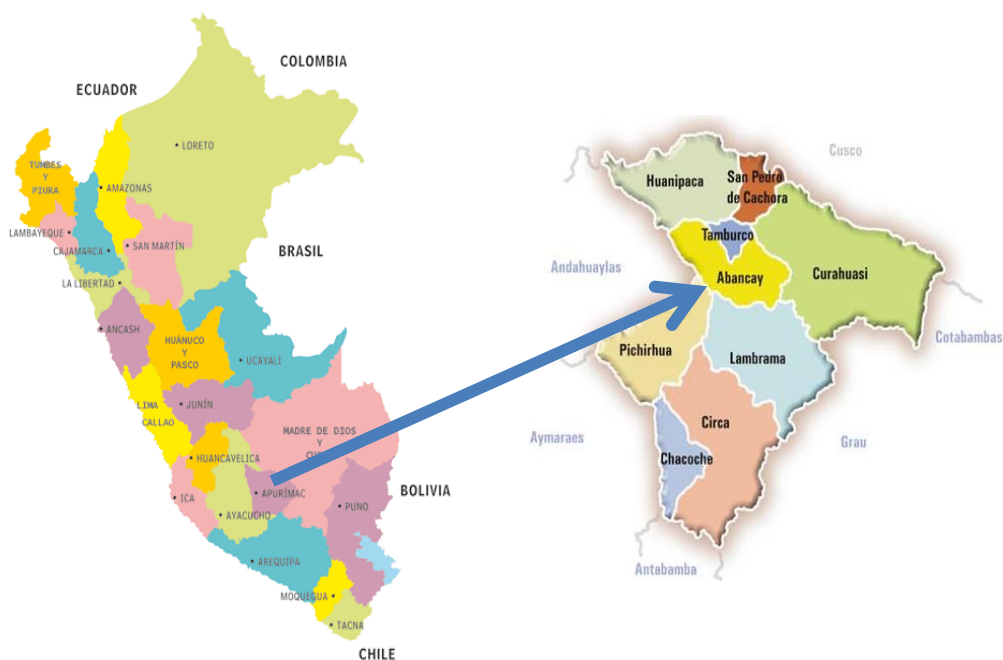 COLOMBIA
ECUADOR
LORETO
TUMBES
Y
PIURA
AMAZONAS
LAMBAYEQUE
CAJAMARCA
SAN MARTÍN
BRASIL
LA LIBERTAD
ANCASH
HUÁNUCO
Y
PASCO
UCAYALI
LIMA
CALLAO
JUNÍN
MADRE DE DIOS
Y
HUANCAVELICA
APURÍMAC
BOLIVIA
ICA
AYACUCHO
PUNO
AREQUIPA
MOQUEGUA
TACNA
CHILE
Cusco
Huanipaca
San Pedro
de Cachora
Tamburco
Andahuaylas
Abancay
Curahuasi
Cotabambas
Pichirhua
Lambrama
Circa
Aymaraes
Grau
Chacoche
Antabamba